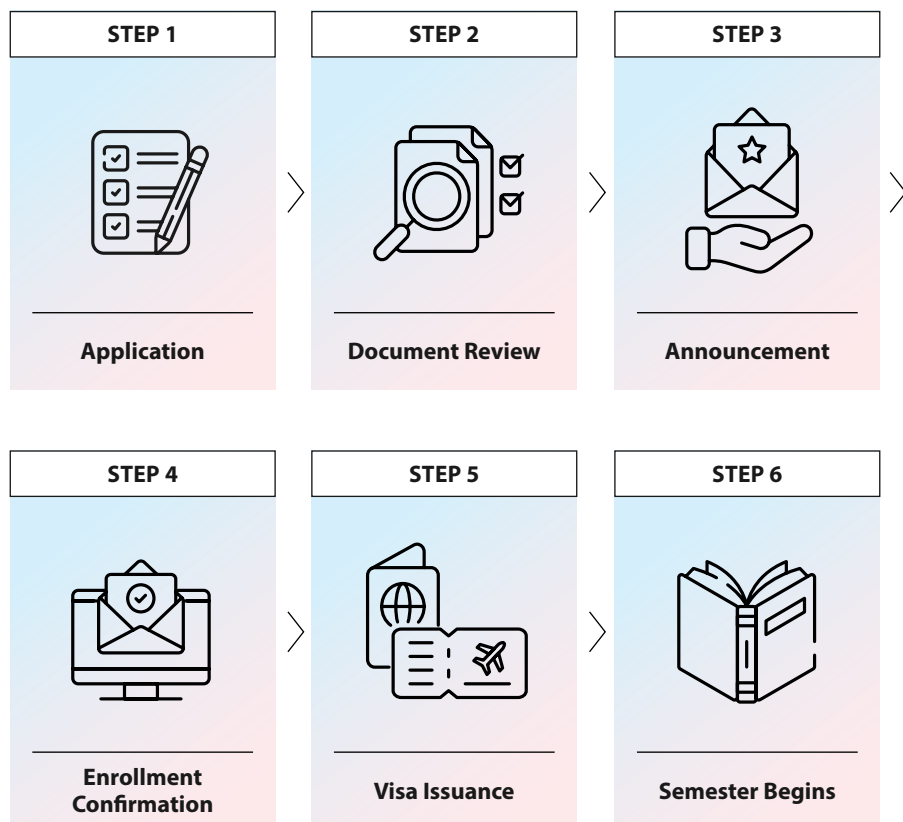 STEP 1
Application
STEP 2
Document Review
STEP 3
Announcement
STEP 4
Enrollment
Confirmation
STEP 5
Visa Issuance
STEP 6
Semester Begins